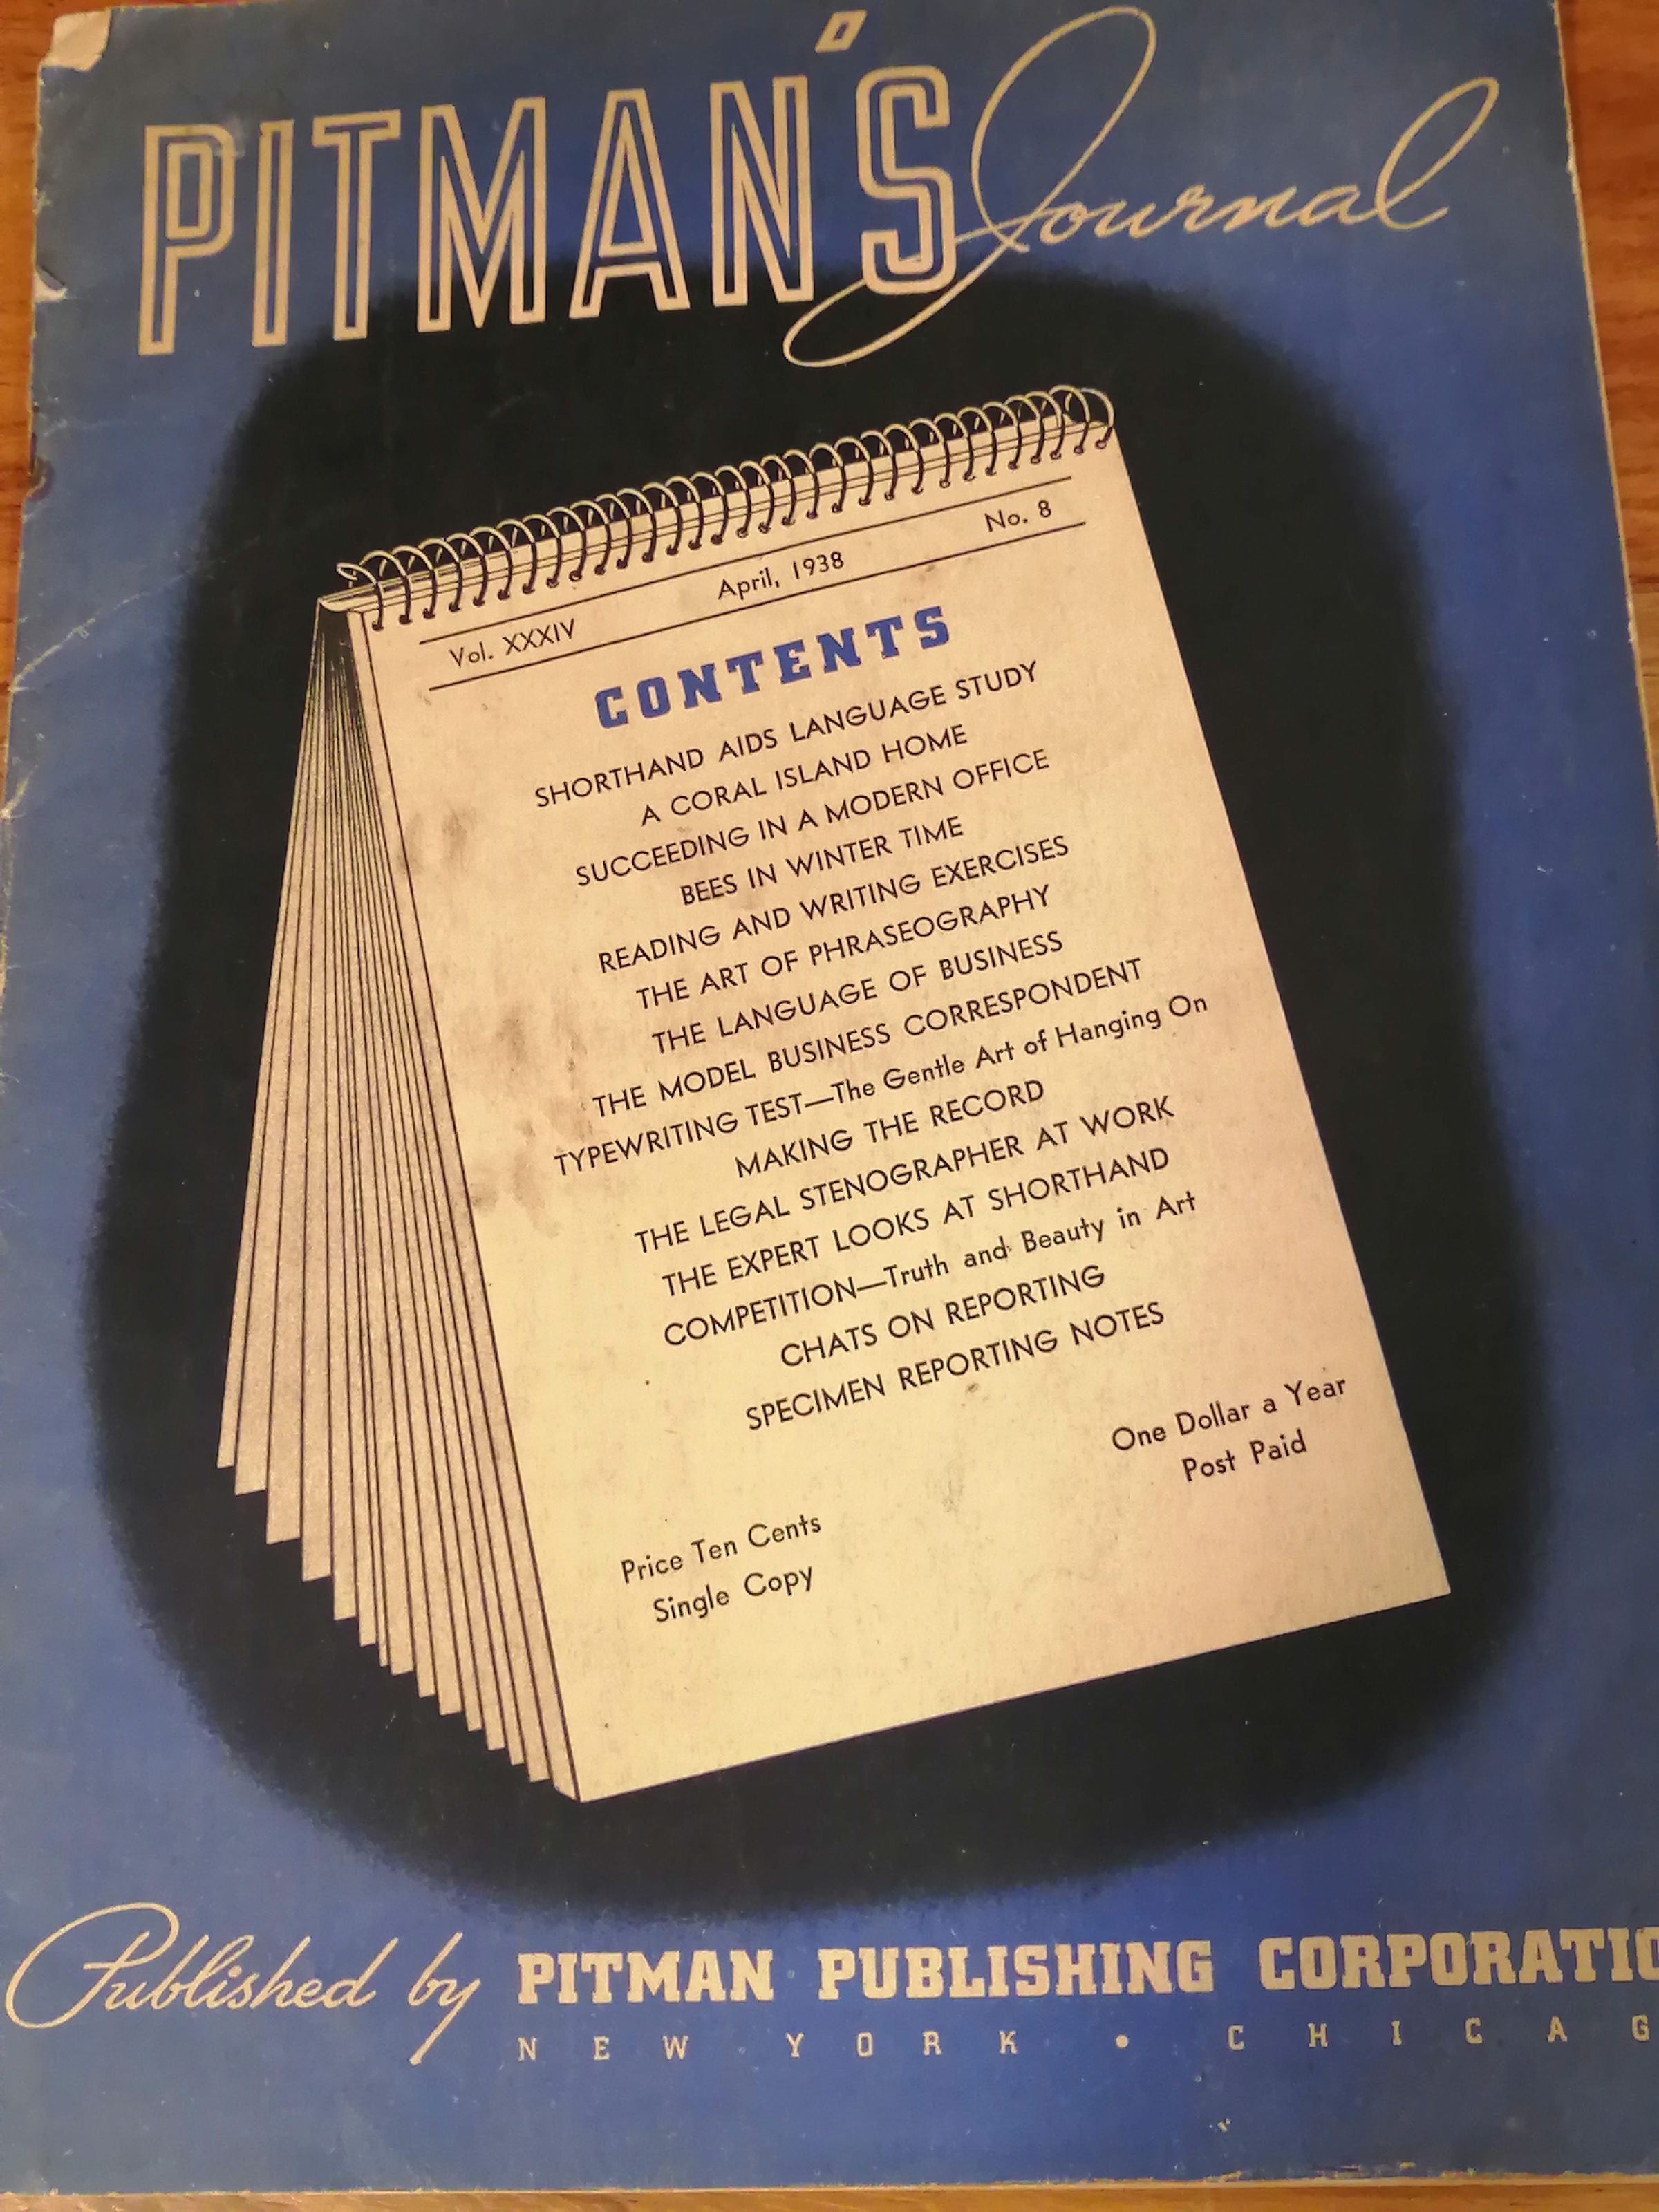 PITMAN'S Journal
Vol. XXXIV April, 1938 No. 8
CONTENTS
SHORTHAND AIDS LANGUAGE STUDY
A CORAL ISLAND HOME
SUCCEEDING IN A MODERN OFFICE
BEES IN WINTER TIME
READING AND WRITING EXERCISES
THE ART OF PHRASEOGRAPHY
THE LANGUAGE OF BUSINESS
THE MODEL BUSINESS CORRESPONDENT
TYPEWRITING TEST—The Gentle Art of Hanging On
MAKING THE RECORD
THE LEGAL STENOGRAPHER AT WORK
THE EXPERT LOOKS AT SHORTHAND
COMPETITION—Truth and Beauty in Art
CHATS ON REPORTING
SPECIMEN REPORTING NOTES
One Dollar a Year
Post Paid
Price Ten Cents
Single Copy
Published by PITMAN PUBLISHING CORPORATIO
NEW YORK • CHICAG